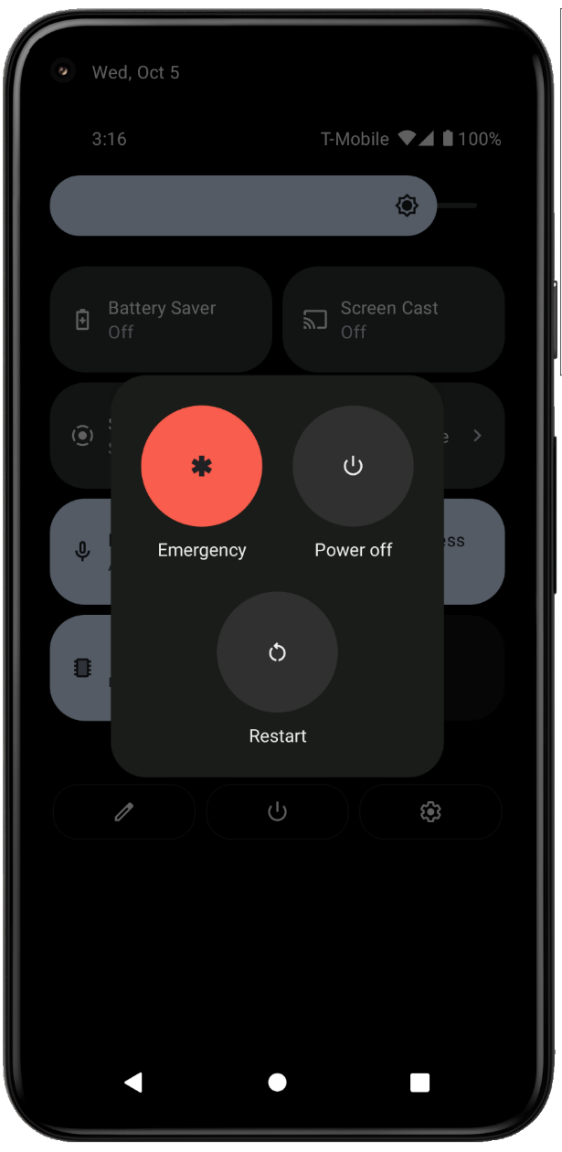 Wed, Oct 5
3:16 T-Mobile 100%
Battery Saver
Off
Screen Cast
Off
Emergency
Power off
Restart